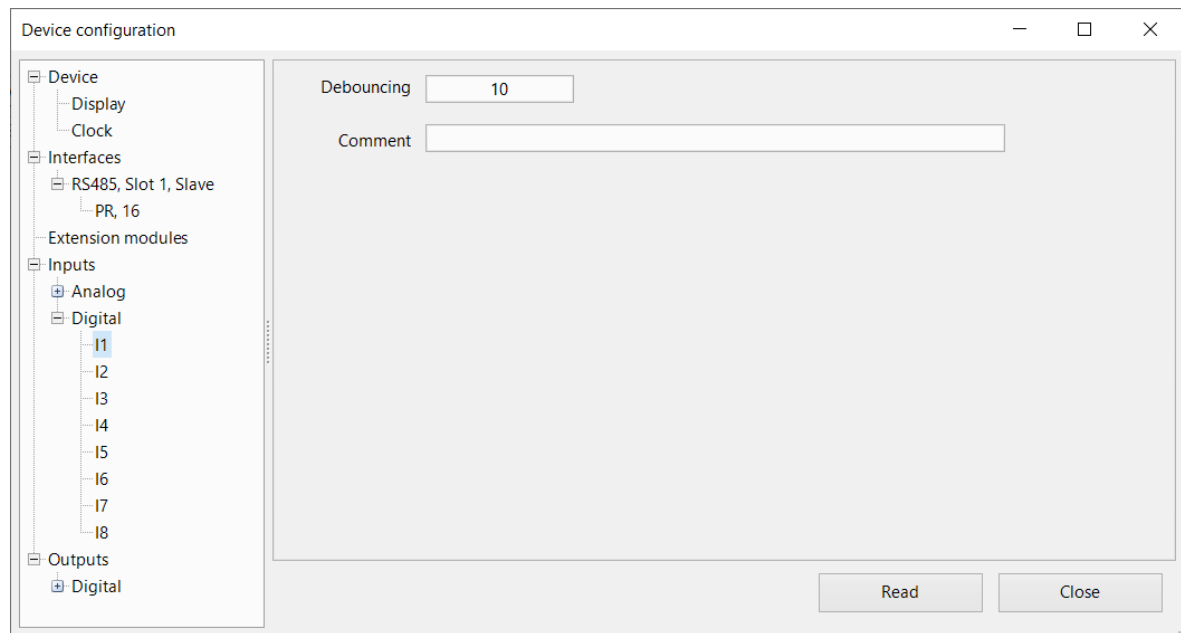 Device configuration
Device
Display
Clock
Interfaces
RS485, Slot 1, Slave
PR, 16
Extension modules
Inputs
Analog
Digital
I1
I2
I3
I4
I5
I6
I7
I8
Outputs
Digital
Debouncing 10
Comment
Read Close